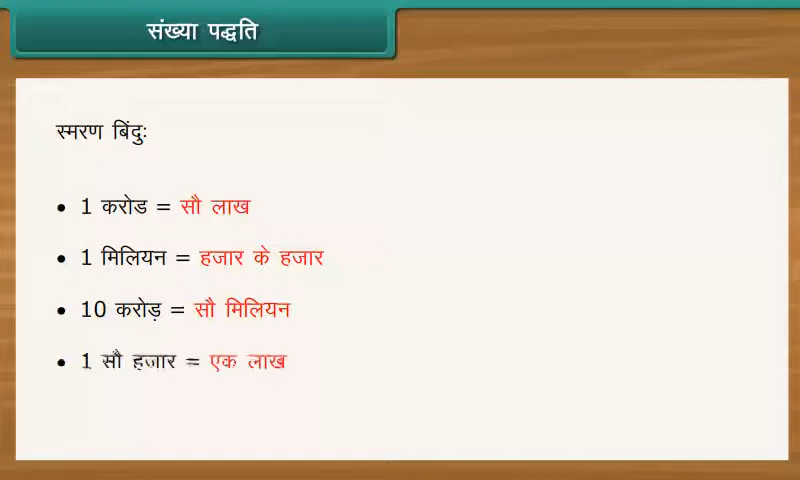 संख्या पद्धति
स्मरण बिंदुः
• 1 करोड = सौ लाख
• 1 मिलियन = हजार के हजार
• 10 करोड़ = सौ मिलियन
• 1 सौ हजार = एक लाख